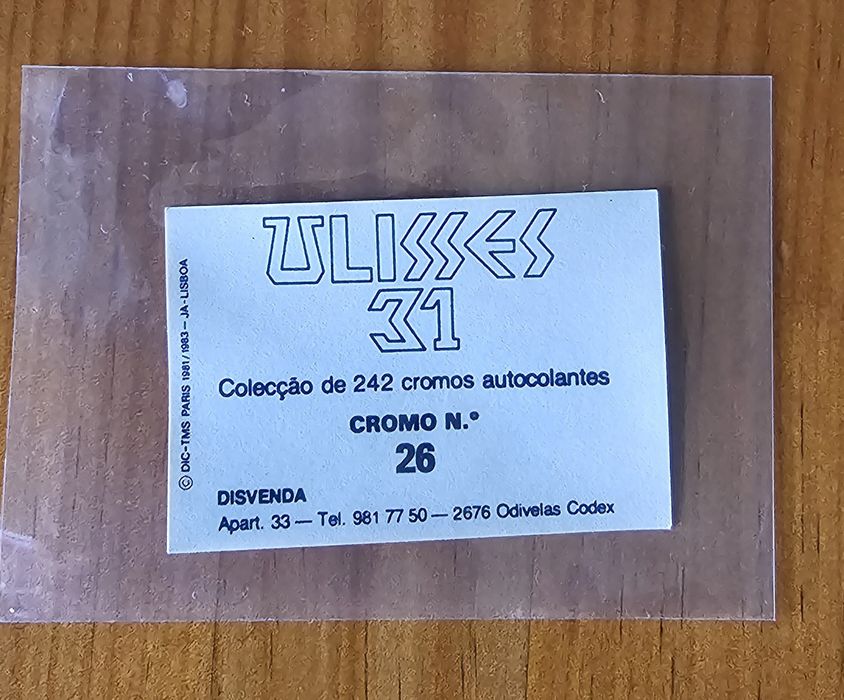 ULISSES
31
Colecção de 242 cromos autocolantes
CROMO N.º
26
DISVENDA
Apart. 33 — Tel. 981 77 50 — 2676 Odivelas Codex
© DIC-TMS PARIS 1981/1983 — JA-LISBOA